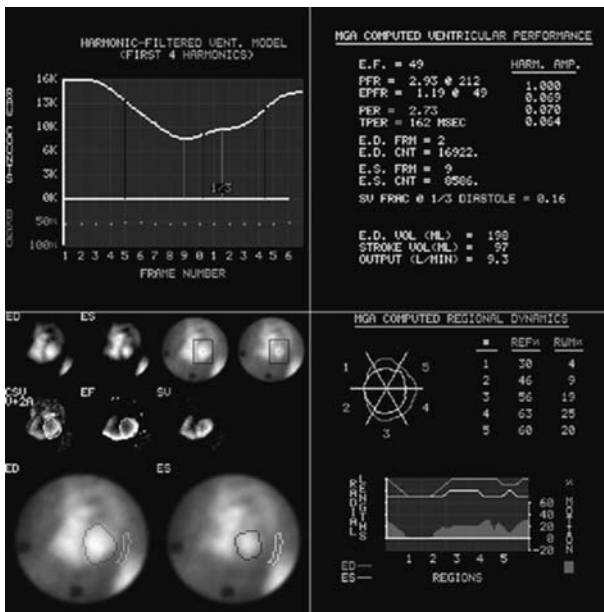 HARMONIC-FILTERED VENT. MODEL
(FIRST 4 HARMONICS)
16K
13K
10K
8K
5K
3K
0K
50%
100%
1/3
1 2 3 4 5 6 7 8 9 0 1 2 3 4 5 6
FRAME NUMBER
MGA COMPUTED VENTRICULAR PERFORMANCE
E.F. = 49
PFR = 2.93 @ 212
EPFR = 1.19 @ 49
PER = 2.73
TPER = 162 MSEC
E.D. FRM = 2
E.D. CNT = 16922.
E.S. FRM = 9
E.S. CNT = 8586.
SV FRAC @ 1/3 DIASTOLE = 0.16
E.D. VOL (ML) = 198
STROKE VOL(ML) = 97
OUTPUT (L/MIN) = 9.3
HARM. AMP.
1.000
0.069
0.070
0.064
ED ES
CSV EF SV
V+2A
ED ES
MGA COMPUTED REGIONAL DYNAMICS
1 2 3 4 5
REF% RWM%
1 30 4
2 46 9
3 56 19
4 63 25
5 60 20
RADIAL
LENGTHS
% MOTION
60
40
20
0
-20
1 2 3 4 5
ED—
ES—
REGIONS